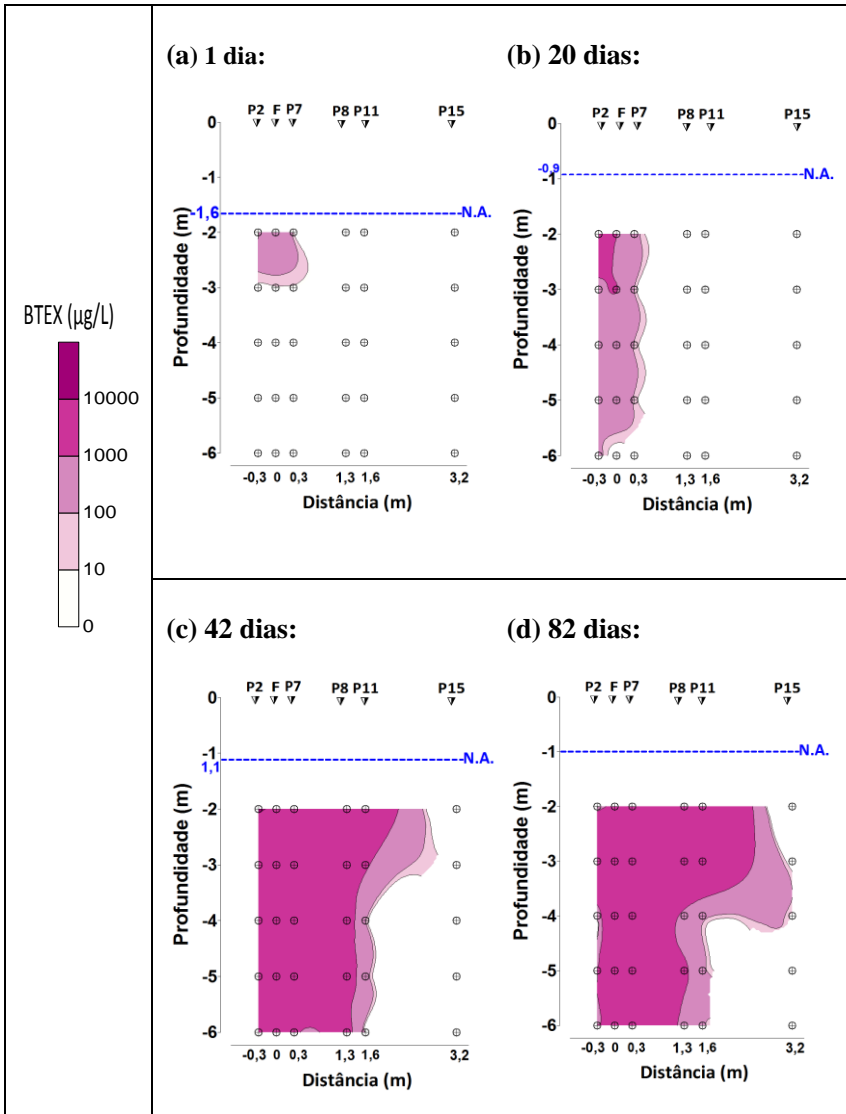 BTEX (µg/L)
10000
1000
100
10
0
(a) 1 dia:
P2 F P7 P8 P11 P15
0
-1
-1,6
N.A.
-2
-3
-4
-5
-6
Profundidade (m)
-0,3 0 0,3 1,3 1,6 3,2
Distância (m)
(b) 20 dias:
P2 F P7 P8 P11 P15
0
-0,9
-1
N.A.
-2
-3
-4
-5
-6
Profundidade (m)
-0,3 0 0,3 1,3 1,6 3,2
Distância (m)
(c) 42 dias:
P2 F P7 P8 P11 P15
0
-1
1,1
N.A.
-2
-3
-4
-5
-6
Profundidade (m)
-0,3 0 0,3 1,3 1,6 3,2
Distância (m)
(d) 82 dias:
P2 F P7 P8 P11 P15
0
-1
N.A.
-2
-3
-4
-5
-6
Profundidade (m)
-0,3 0 0,3 1,3 1,6 3,2
Distância (m)